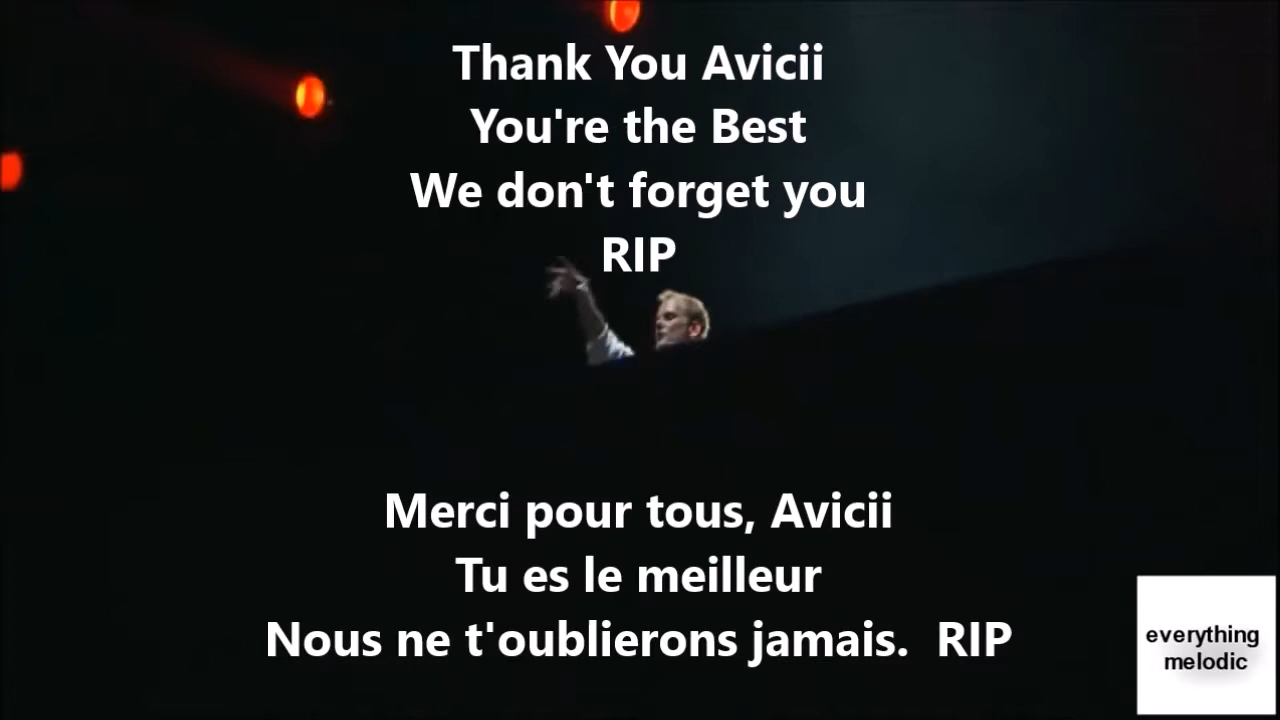 Thank You Avicii
You're the Best
We don't forget you
RIP
Merci pour tous, Avicii
Tu es le meilleur
Nous ne t'oublierons jamais.  RIP
everything
melodic